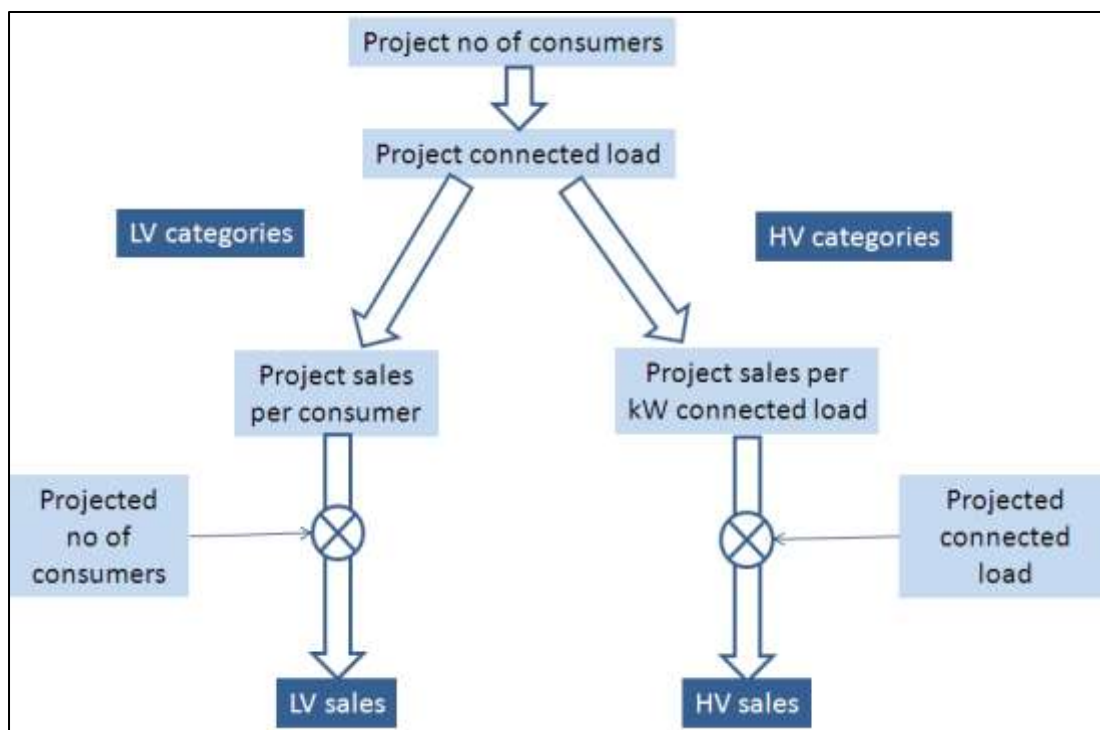 Project no of consumers
Project connected load
LV categories
HV categories
Project sales
per consumer
Project sales per
kW connected load
Projected
no of
consumers
Projected
connected
load
LV sales
HV sales